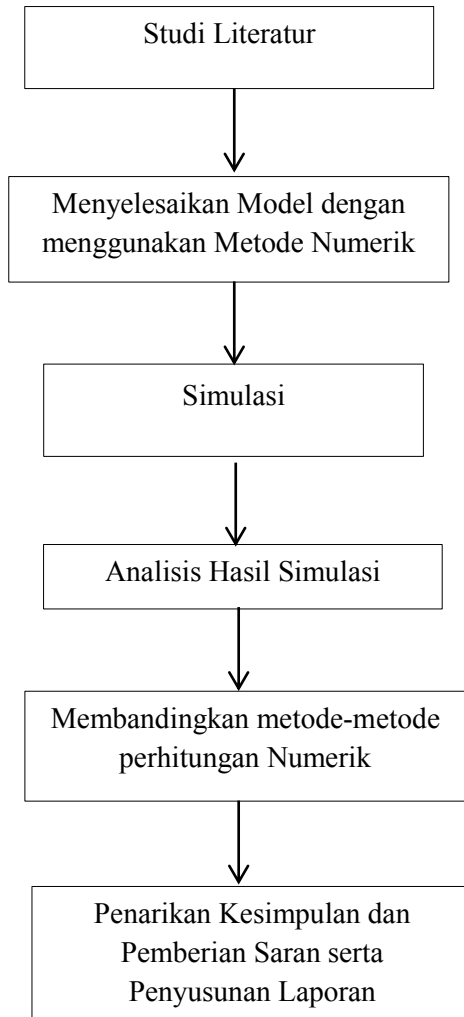 Studi Literatur
Menyelesaikan Model dengan
menggunakan Metode Numerik
Simulasi
Analisis Hasil Simulasi
Membandingkan metode-metode
perhitungan Numerik
Penarikan Kesimpulan dan
Pemberian Saran serta
Penyusunan Laporan